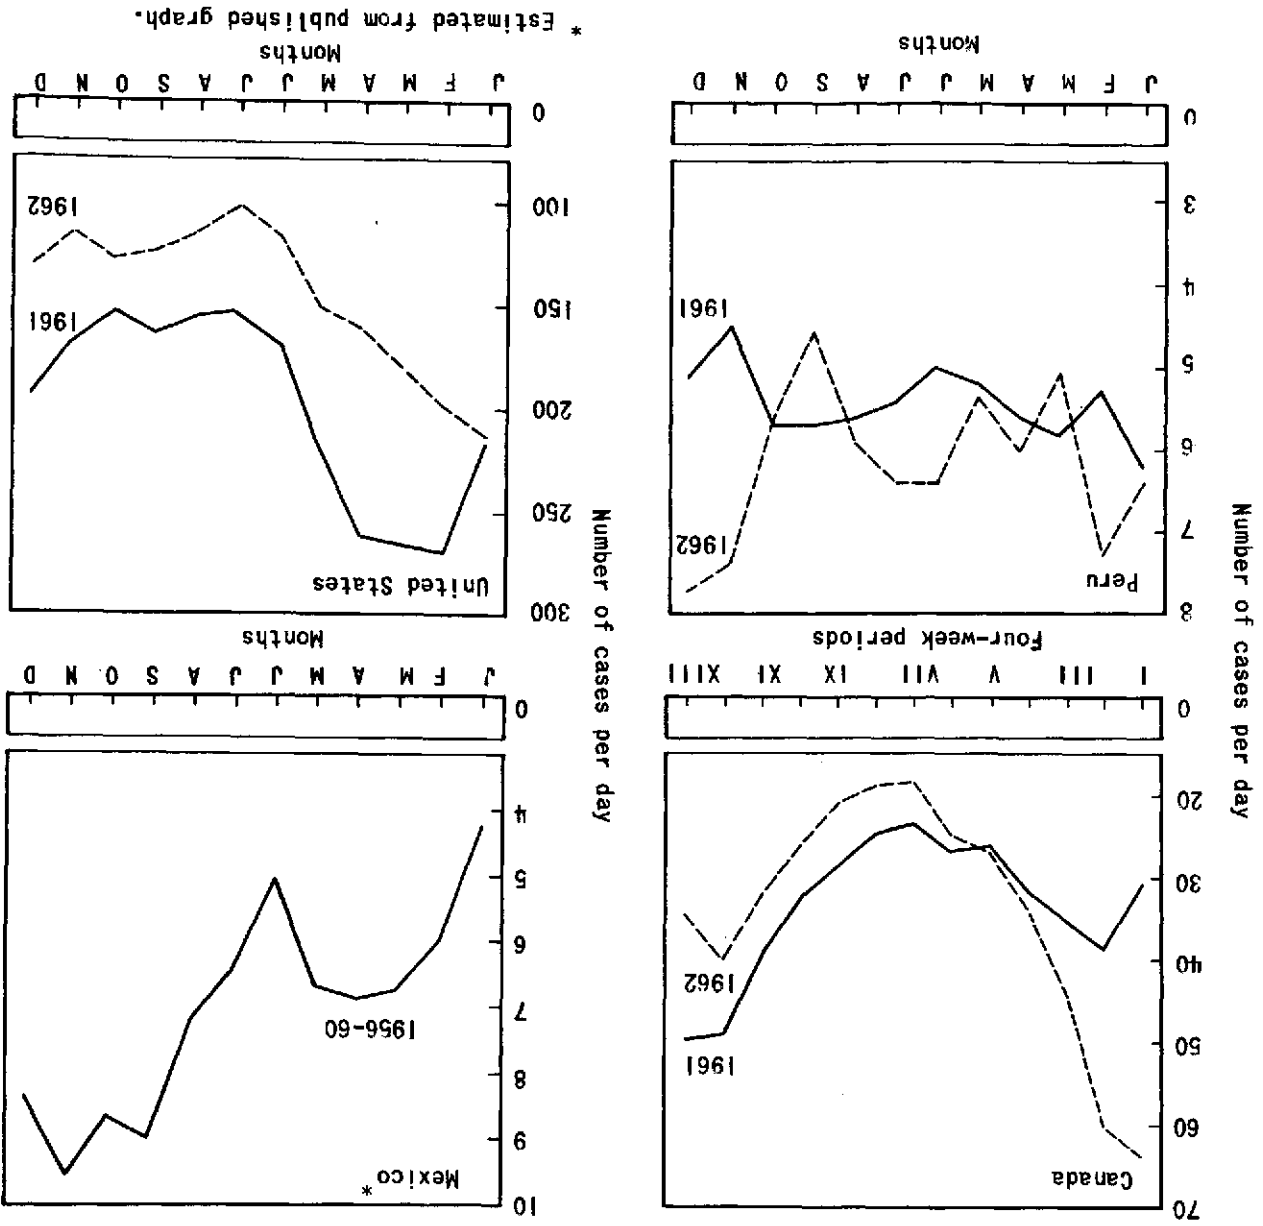 Canada
70
60
50
40
30
20
0
1961
1962
I III V VII IX XI XIII
Four-week periods
Mexico*
10
9
8
7
6
5
4
0
1956-60
J F M A M J J A S O N D
Months
Number of cases per day
Number of cases per day
Peru
8
7
6
5
4
3
0
1962
1961
J F M A M J J A S O N D
Months
United States
300
250
200
150
100
0
1961
1962
J F M A M J J A S O N D
Months
* Estimated from published graph.